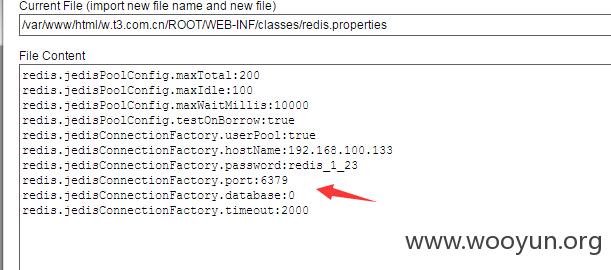 Current File (import new file name and new file)
/var/www/html/w.t3.com.cn/ROOT/WEB-INF/classes/redis.properties
File Content
redis.jedisPoolConfig.maxTotal:200
redis.jedisPoolConfig.maxIdle:100
redis.jedisPoolConfig.maxWaitMillis:10000
redis.jedisPoolConfig.testOnBorrow:true
redis.jedisConnectionFactory.userPool:true
redis.jedisConnectionFactory.hostName:192.168.100.133
redis.jedisConnectionFactory.password:redis_1_23
redis.jedisConnectionFactory.port:6379
redis.jedisConnectionFactory.database:0
redis.jedisConnectionFactory.timeout:2000
www.wooyun.org